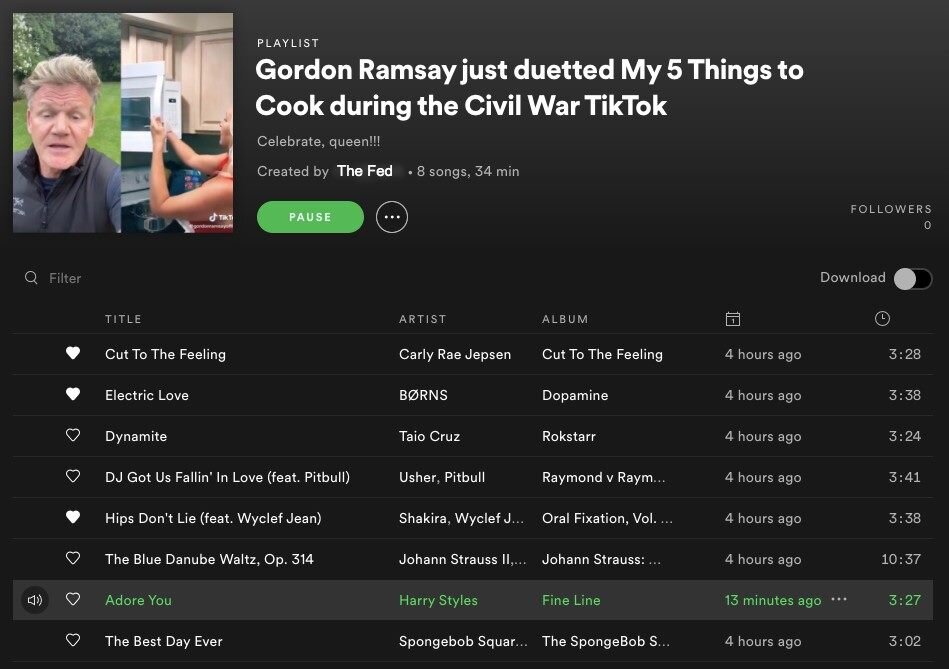 PLAYLIST
Gordon Ramsay just duetted My 5 Things to
Cook during the Civil War TikTok
Celebrate, queen!!!
Created by The Fed • 8 songs, 34 min
PAUSE
FOLLOWERS
0
TikT
@gordonramsayoffi
Filter
Download
TITLE ARTIST ALBUM
Cut To The Feeling Carly Rae Jepsen Cut To The Feeling 4 hours ago 3:28
Electric Love BØRNS Dopamine 4 hours ago 3:38
Dynamite Taio Cruz Rokstarr 4 hours ago 3:24
DJ Got Us Fallin' In Love (feat. Pitbull) Usher, Pitbull Raymond v Raym... 4 hours ago 3:41
Hips Don't Lie (feat. Wyclef Jean) Shakira, Wyclef J... Oral Fixation, Vol. ... 4 hours ago 3:38
The Blue Danube Waltz, Op. 314 Johann Strauss II,... Johann Strauss: ... 4 hours ago 10:37
Adore You Harry Styles Fine Line 13 minutes ago 3:27
The Best Day Ever Spongebob Squar... The SpongeBob S... 4 hours ago 3:02